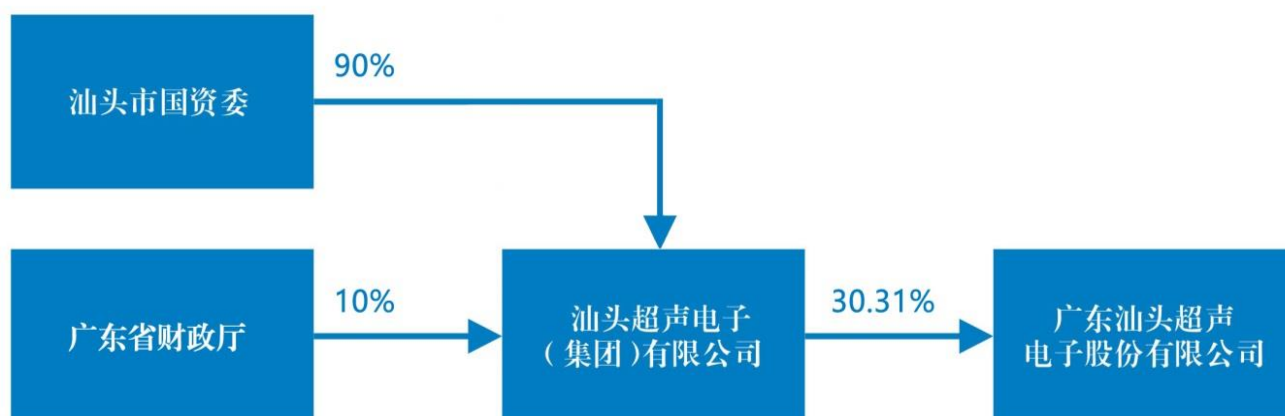 90%
汕头市国资委
10%
30.31%
广东省财政厅
汕头超声电子
（集团）有限公司
广东汕头超声
电子股份有限公司